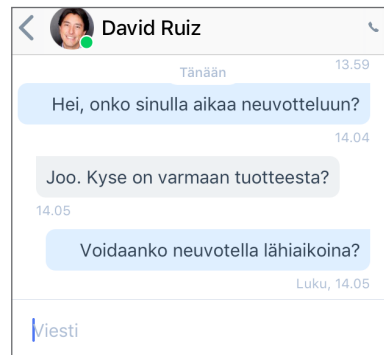 David Ruiz
13.59
Tänään
Hei, onko sinulla aikaa neuvotteluun?
14.04
Joo. Kyse on varmaan tuotteesta?
14.05
Voidaanko neuvotella lähiaikoina?
Luku, 14.05
Viesti